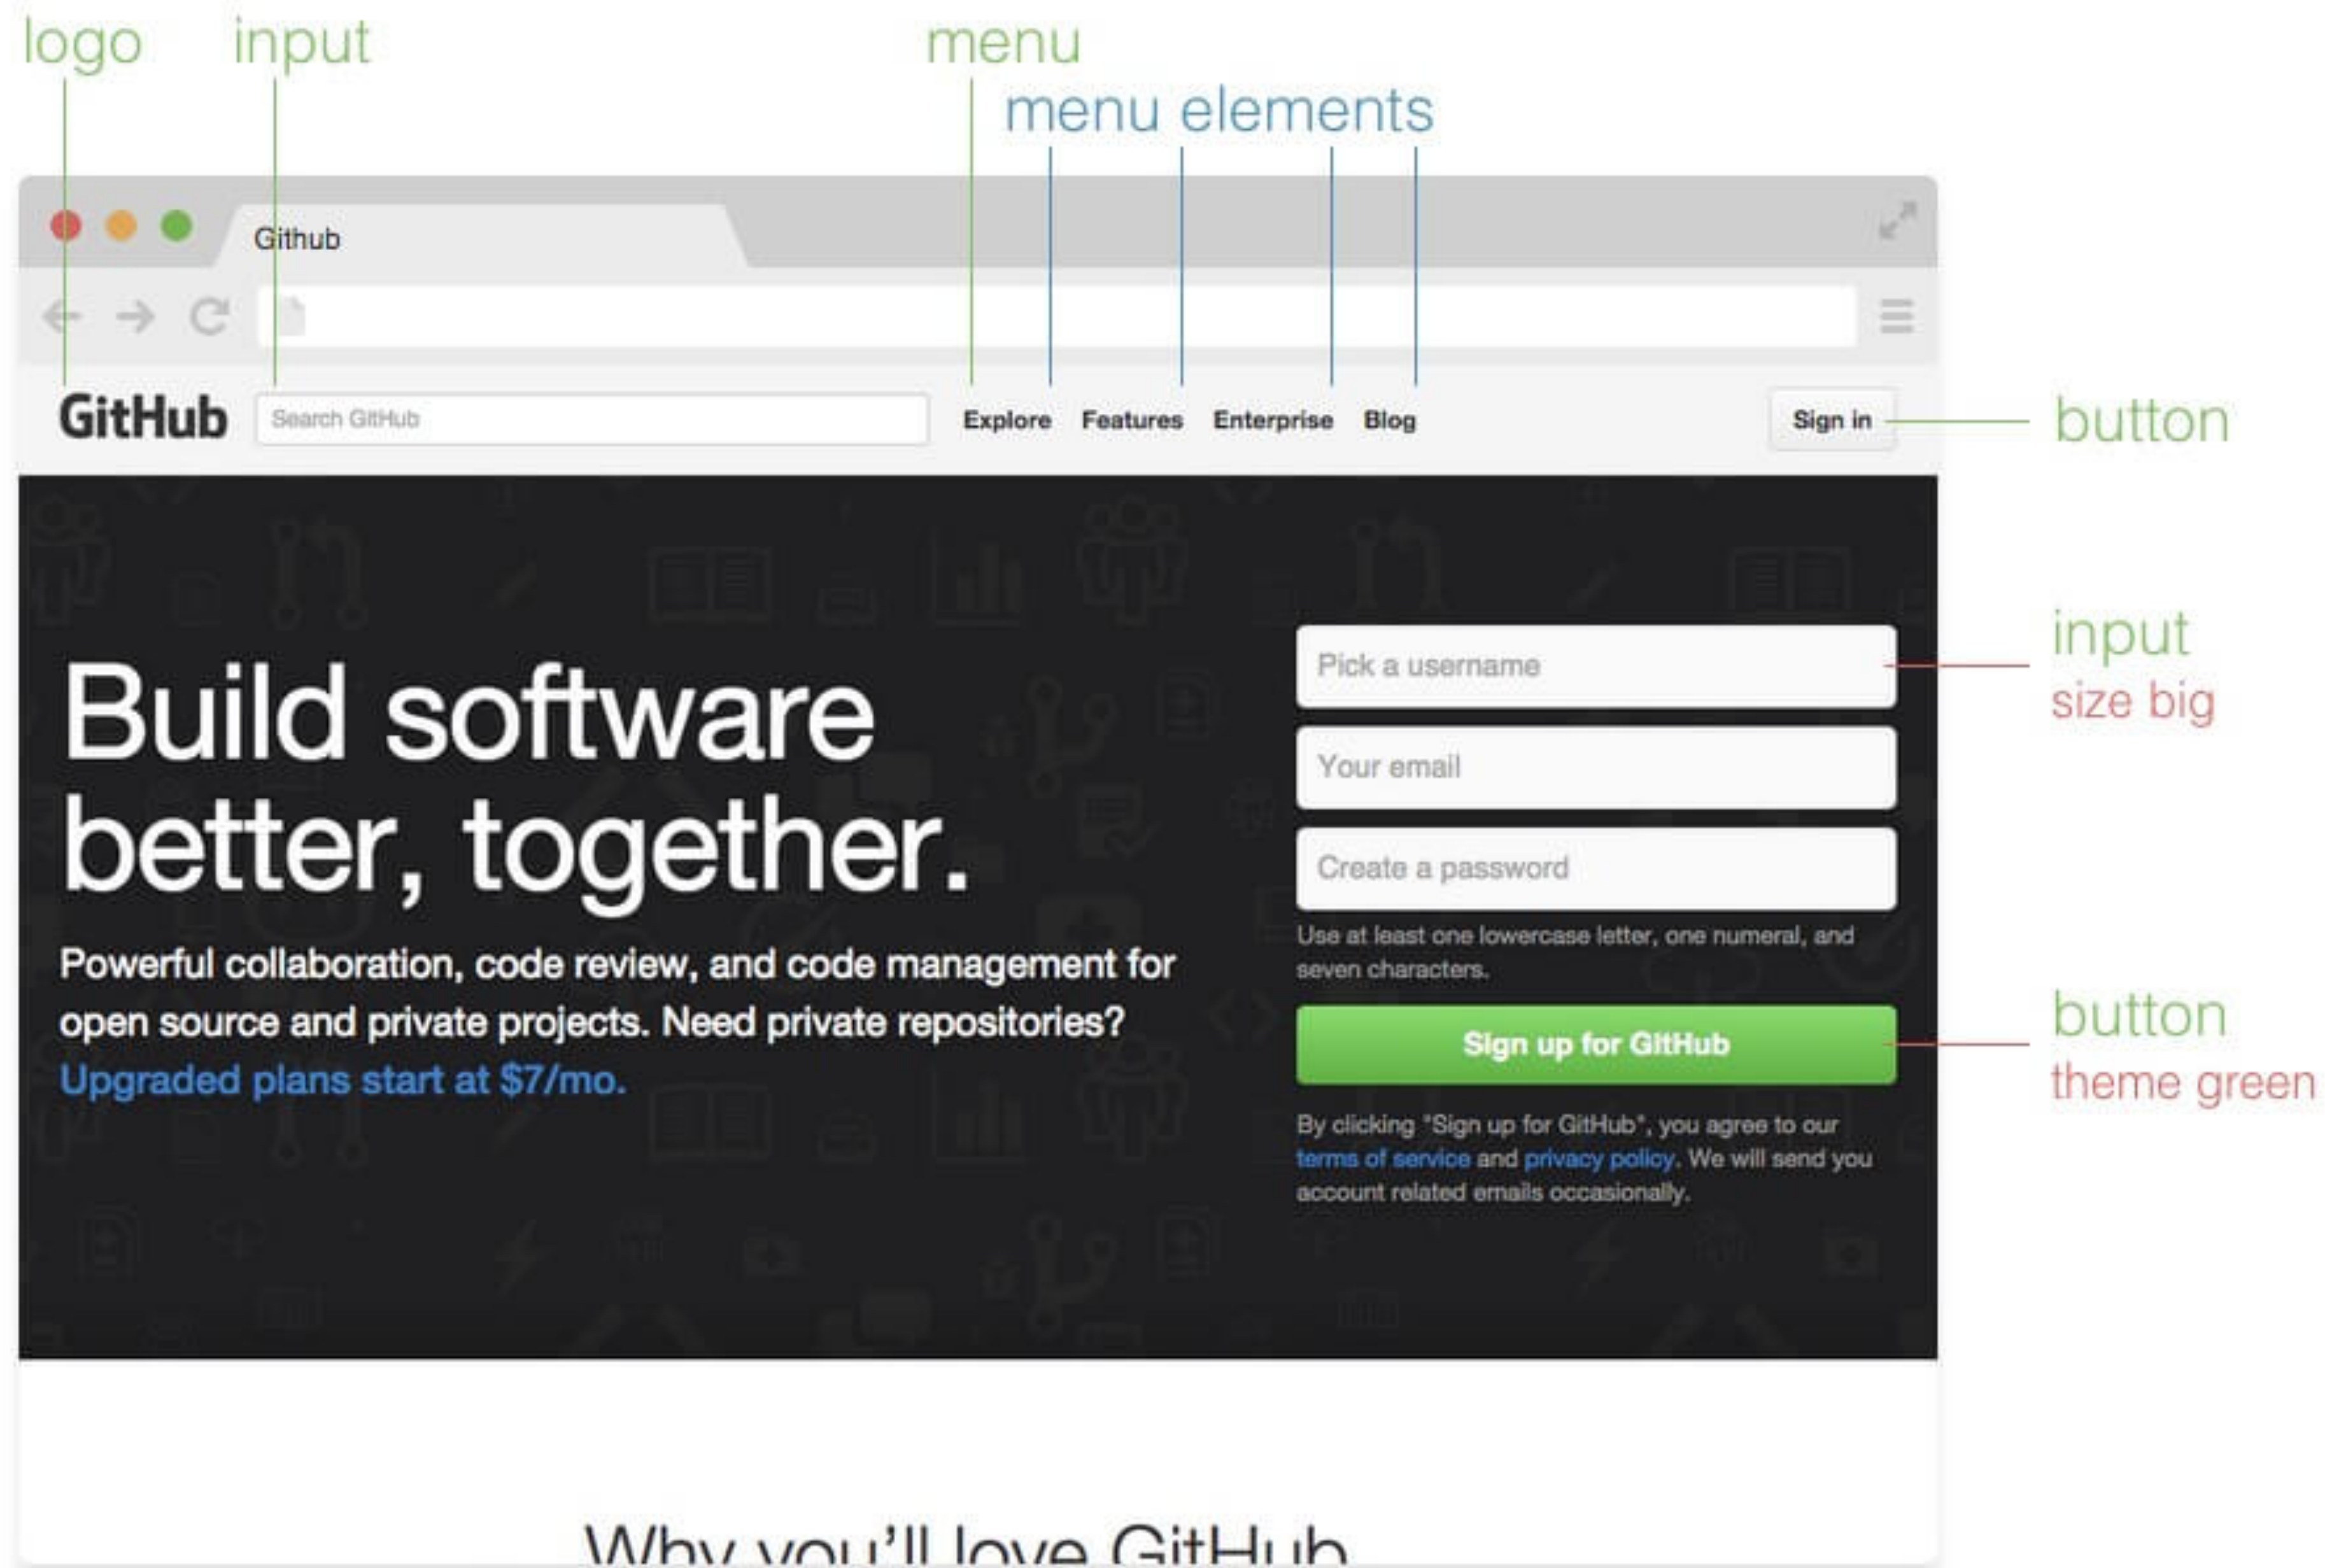 logo input menu
menu elements
Github
GitHub Search GitHub Explore Features Enterprise Blog Sign in button
Build software
better, together.
Powerful collaboration, code review, and code management for
open source and private projects. Need private repositories?
Upgraded plans start at $7/mo.
Pick a username
input
size big
Your email
Create a password
Use at least one lowercase letter, one numeral, and
seven characters.
Sign up for GitHub
button
theme green
By clicking "Sign up for GitHub", you agree to our
terms of service and privacy policy. We will send you
account related emails occasionally.
Why you'll love GitHub